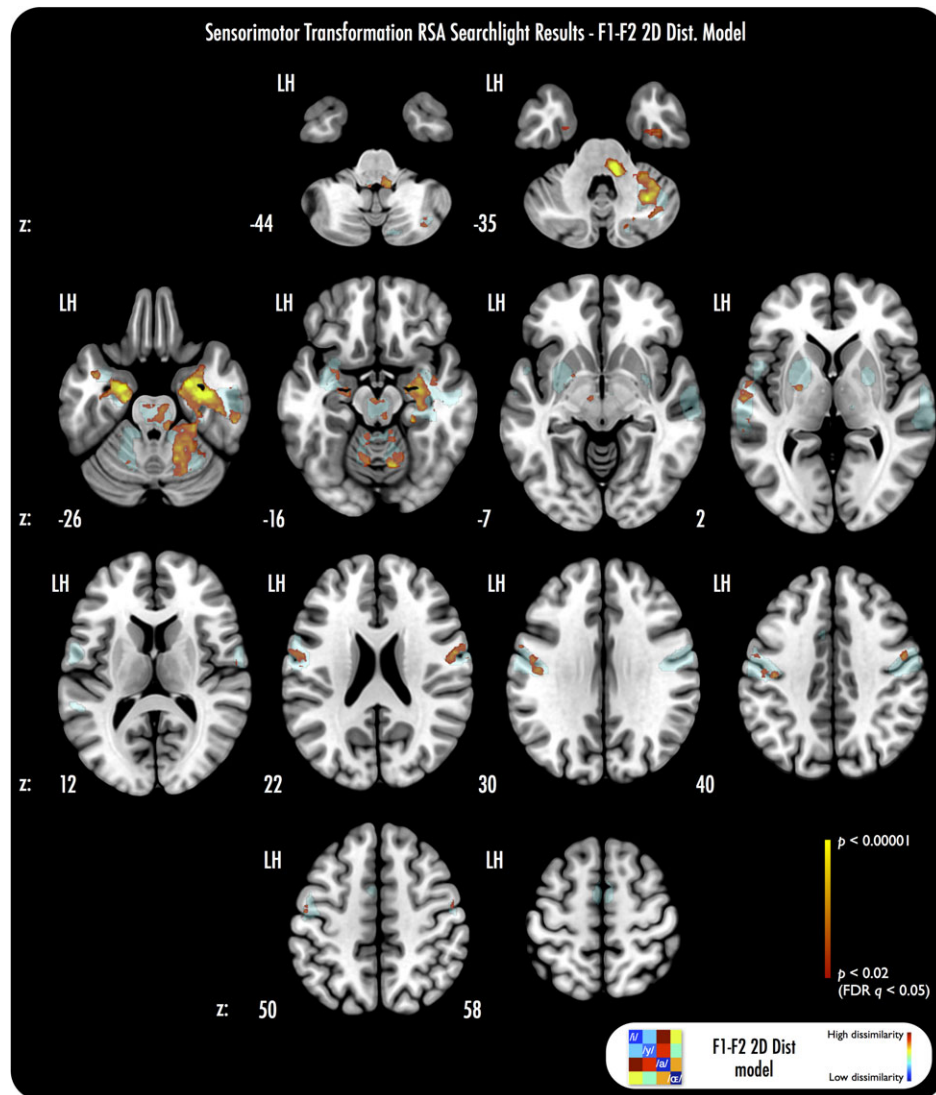 Sensorimotor Transformation RSA Searchlight Results - F1-F2 2D Dist. Model
LH LH
z: -44 -35
LH LH LH LH
z: -26 -16 -7 2
LH LH LH LH
z: 12 22 30 40
LH LH
z: 50 58
p < 0.00001
p < 0.02
(FDR q < 0.05)
/i/
/y/
/a/
/œ/
F1-F2 2D Dist
model
High dissimilarity
Low dissimilarity